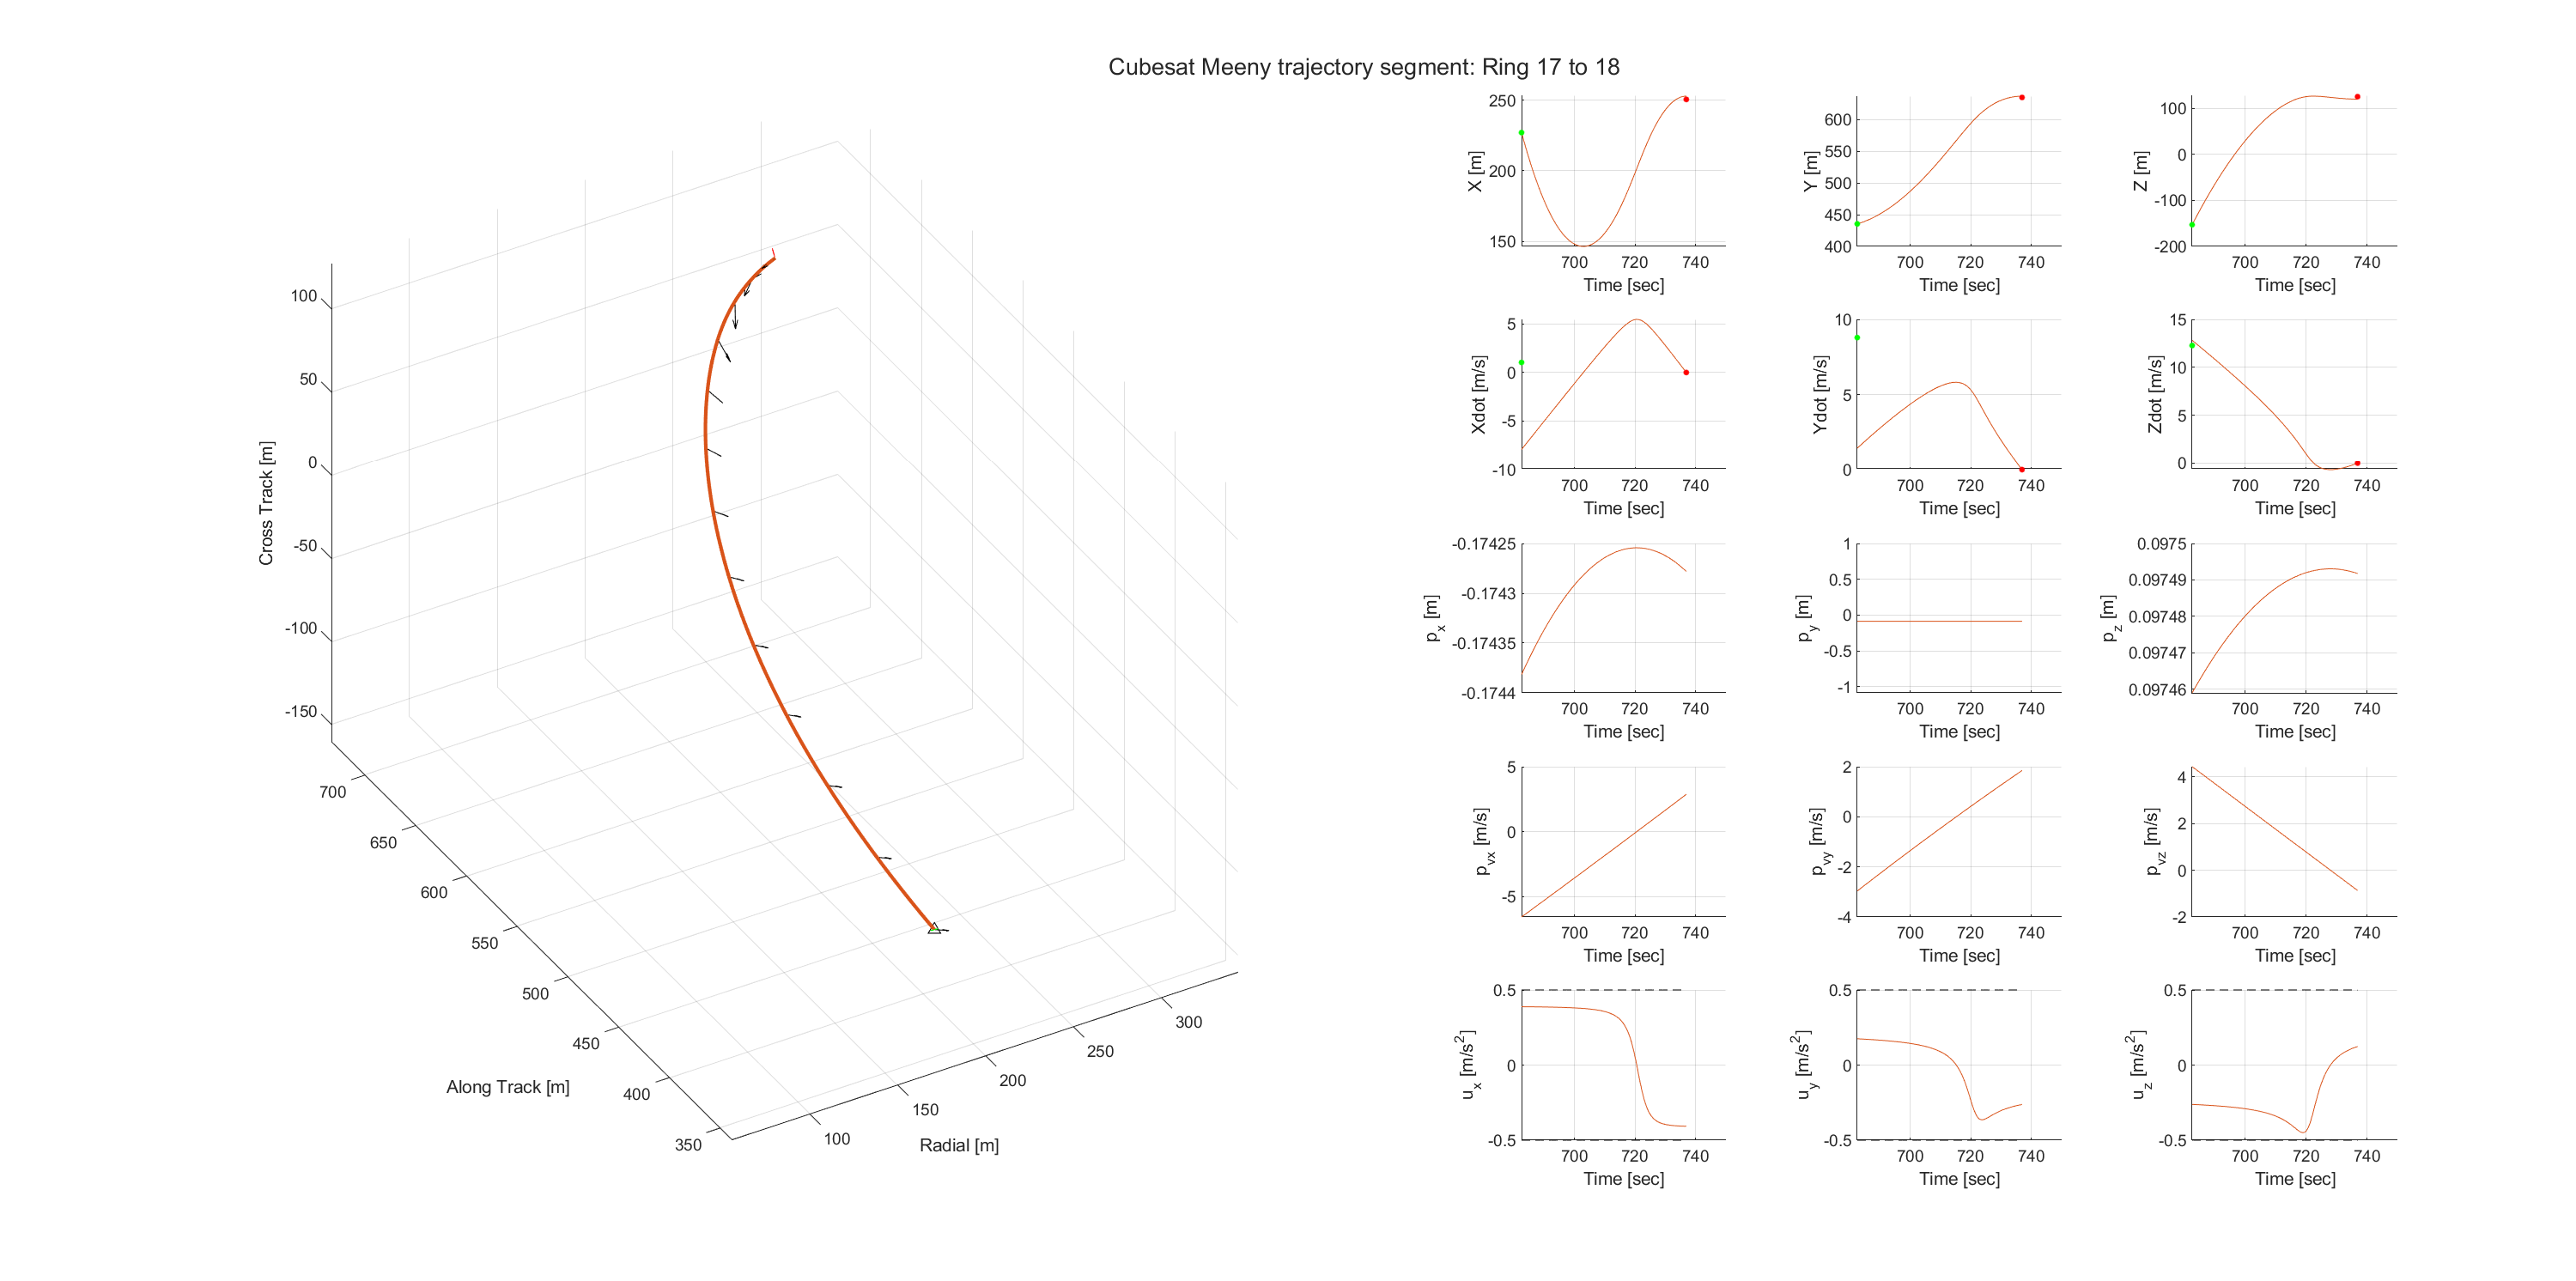 Cubesat Meeny trajectory segment: Ring 17 to 18
Cross Track [m]
100
50
0
-50
-100
-150
Along Track [m]
700
650
600
550
500
450
400
350
Radial [m]
100
150
200
250
300
X [m]
250
200
150
700 720 740
Time [sec]
Y [m]
600
550
500
450
400
700 720 740
Time [sec]
Z [m]
100
0
-100
-200
700 720 740
Time [sec]
Xdot [m/s]
5
0
-5
-10
700 720 740
Time [sec]
Ydot [m/s]
10
5
0
700 720 740
Time [sec]
Zdot [m/s]
15
10
5
0
700 720 740
Time [sec]
p_x [m]
-0.17425
-0.1743
-0.17435
-0.1744
700 720 740
Time [sec]
p_y [m]
1
0.5
0
-0.5
-1
700 720 740
Time [sec]
p_z [m]
0.0975
0.09749
0.09748
0.09747
0.09746
700 720 740
Time [sec]
p_vx [m/s]
5
0
-5
700 720 740
Time [sec]
p_vy [m/s]
2
0
-2
-4
700 720 740
Time [sec]
p_vz [m/s]
4
2
0
-2
700 720 740
Time [sec]
u_x [m/s²]
0.5
0
-0.5
700 720 740
Time [sec]
u_y [m/s²]
0.5
0
-0.5
700 720 740
Time [sec]
u_z [m/s²]
0.5
0
-0.5
700 720 740
Time [sec]